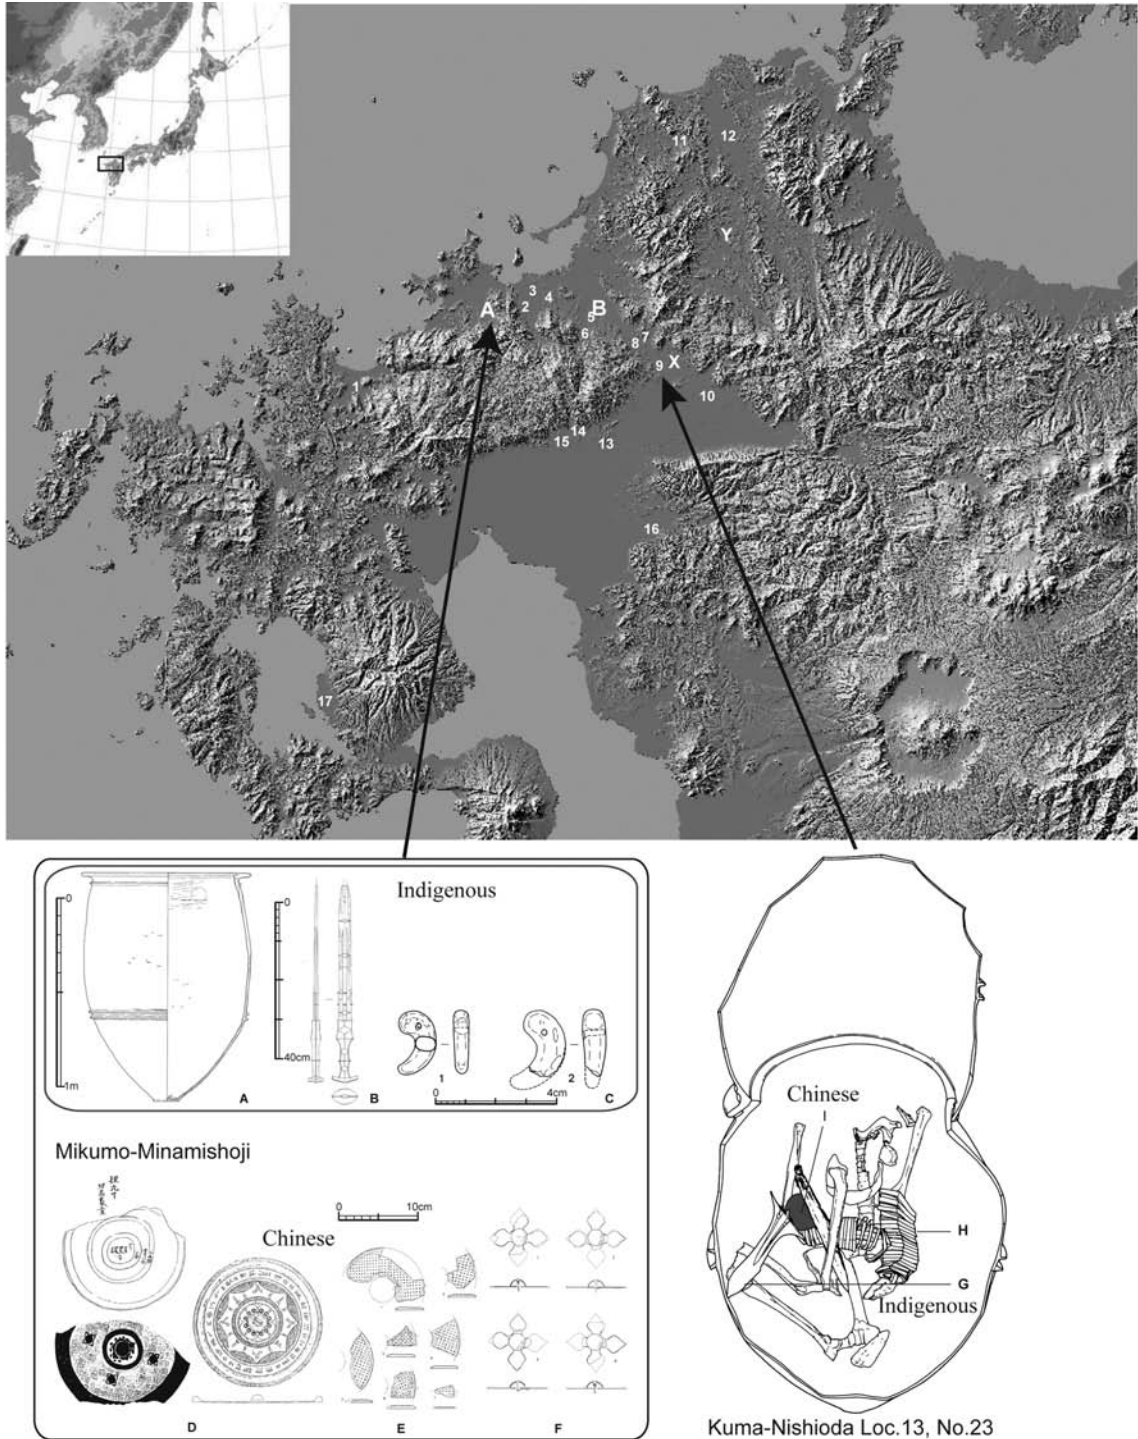 11
12
Y
3
4
A
2
B
5
6
7
8
9
X
10
1
14
15
13
16
17
Indigenous
0
1m
A
0
40cm
B
1
2
0
4cm
C
Mikumo-Minamishoji
Chinese
0
10cm
D
E
F
Chinese
I
H
G
Indigenous
Kuma-Nishioda Loc.13, No.23